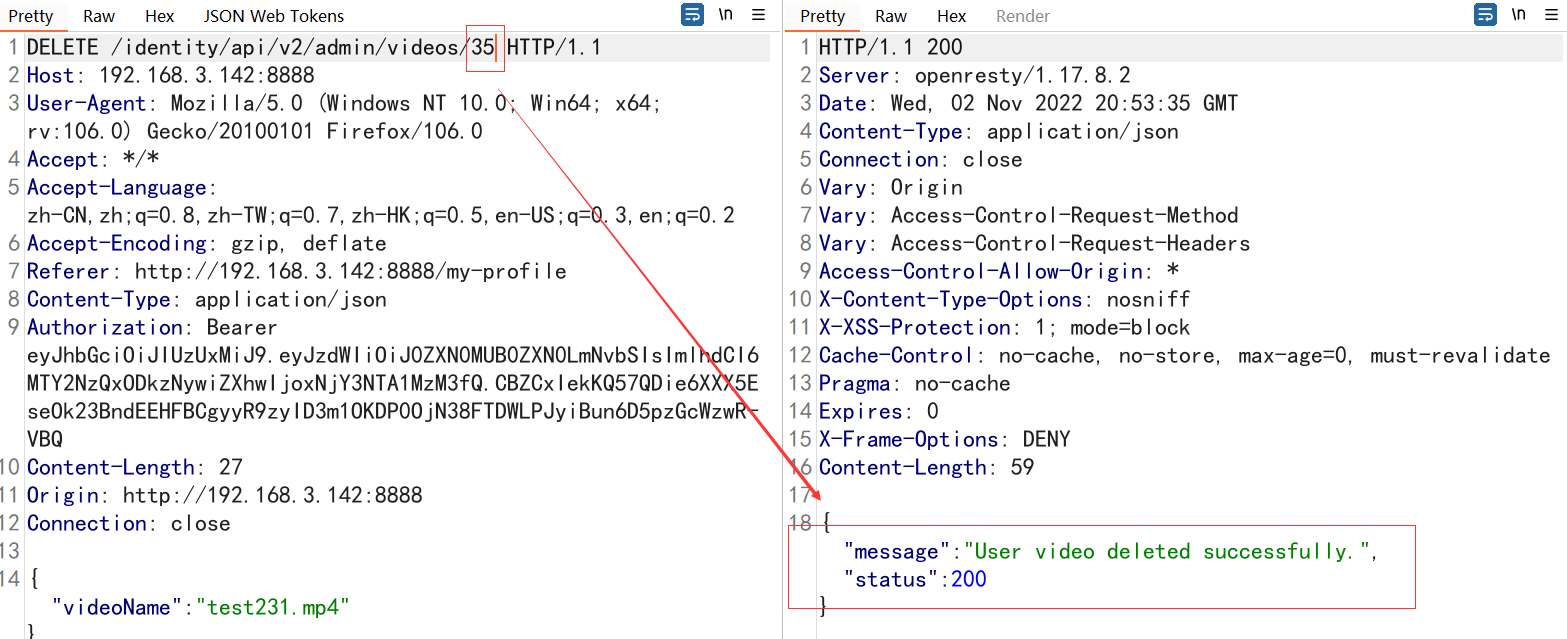 Pretty Raw Hex JSON Web Tokens \n
1 DELETE /identity/api/v2/admin/videos/35 HTTP/1.1
2 Host: 192.168.3.142:8888
3 User-Agent: Mozilla/5.0 (Windows NT 10.0; Win64; x64;
rv:106.0) Gecko/20100101 Firefox/106.0
4 Accept: */*
5 Accept-Language:
zh-CN,zh;q=0.8,zh-TW;q=0.7,zh-HK;q=0.5,en-US;q=0.3,en;q=0.2
6 Accept-Encoding: gzip, deflate
7 Referer: http://192.168.3.142:8888/my-profile
8 Content-Type: application/json
9 Authorization: Bearer
10 Content-Length: 27
11 Origin: http://192.168.3.142:8888
12 Connection: close
13
14 {
"videoName":"test231.mp4"
}
Pretty Raw Hex Render \n
1 HTTP/1.1 200
2 Server: openresty/1.17.8.2
3 Date: Wed, 02 Nov 2022 20:53:35 GMT
4 Content-Type: application/json
5 Connection: close
6 Vary: Origin
7 Vary: Access-Control-Request-Method
8 Vary: Access-Control-Request-Headers
9 Access-Control-Allow-Origin: *
10 X-Content-Type-Options: nosniff
11 X-XSS-Protection: 1; mode=block
12 Cache-Control: no-cache, no-store, max-age=0, must-revalidate
13 Pragma: no-cache
14 Expires: 0
15 X-Frame-Options: DENY
16 Content-Length: 59
17
18 {
"message":"User video deleted successfully.",
"status":200
}